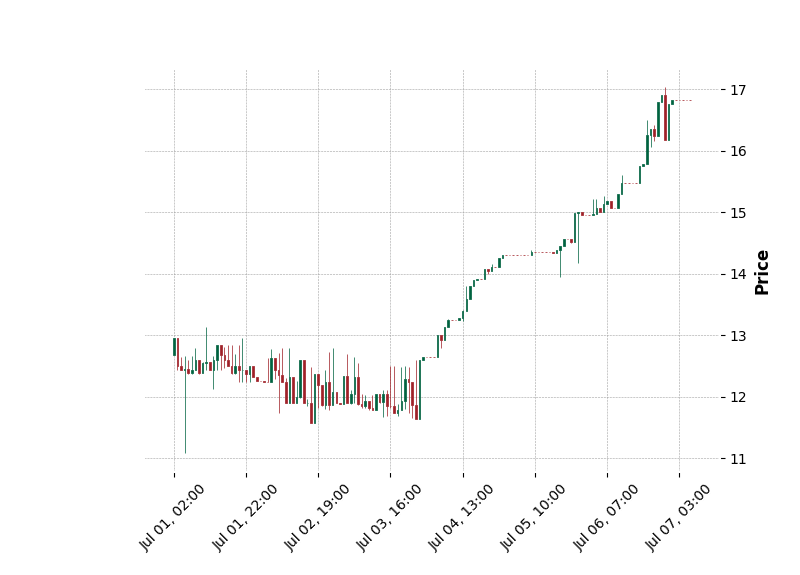 17
16
15
14
13
12
11
Price
Jul 01, 02:00
Jul 01, 22:00
Jul 02, 19:00
Jul 03, 16:00
Jul 04, 13:00
Jul 05, 10:00
Jul 06, 07:00
Jul 07, 03:00